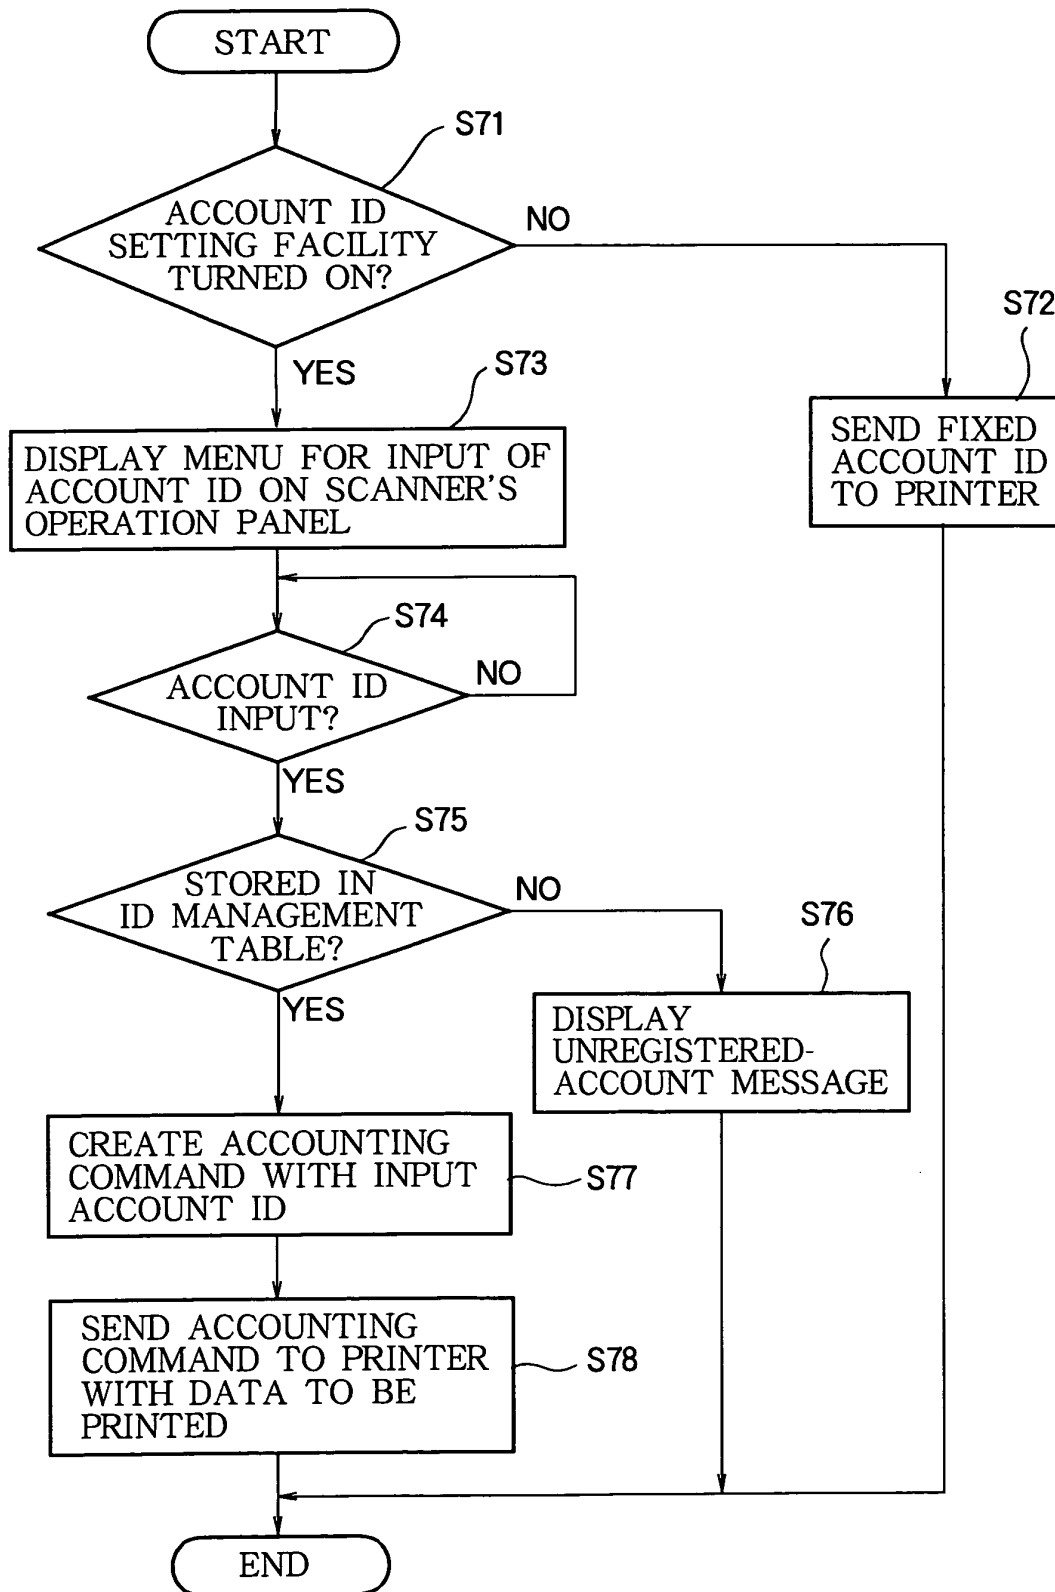 START
S71
ACCOUNT ID
SETTING FACILITY
TURNED ON?
NO
YES
S72
SEND FIXED
ACCOUNT ID
TO PRINTER
S73
DISPLAY MENU FOR INPUT OF
ACCOUNT ID ON SCANNER'S
OPERATION PANEL
S74
ACCOUNT ID
INPUT?
NO
YES
S75
STORED IN
ID MANAGEMENT
TABLE?
NO
YES
S76
DISPLAY
UNREGISTERED-
ACCOUNT MESSAGE
CREATE ACCOUNTING
COMMAND WITH INPUT
ACCOUNT ID
S77
SEND ACCOUNTING
COMMAND TO PRINTER
WITH DATA TO BE
PRINTED
S78
END